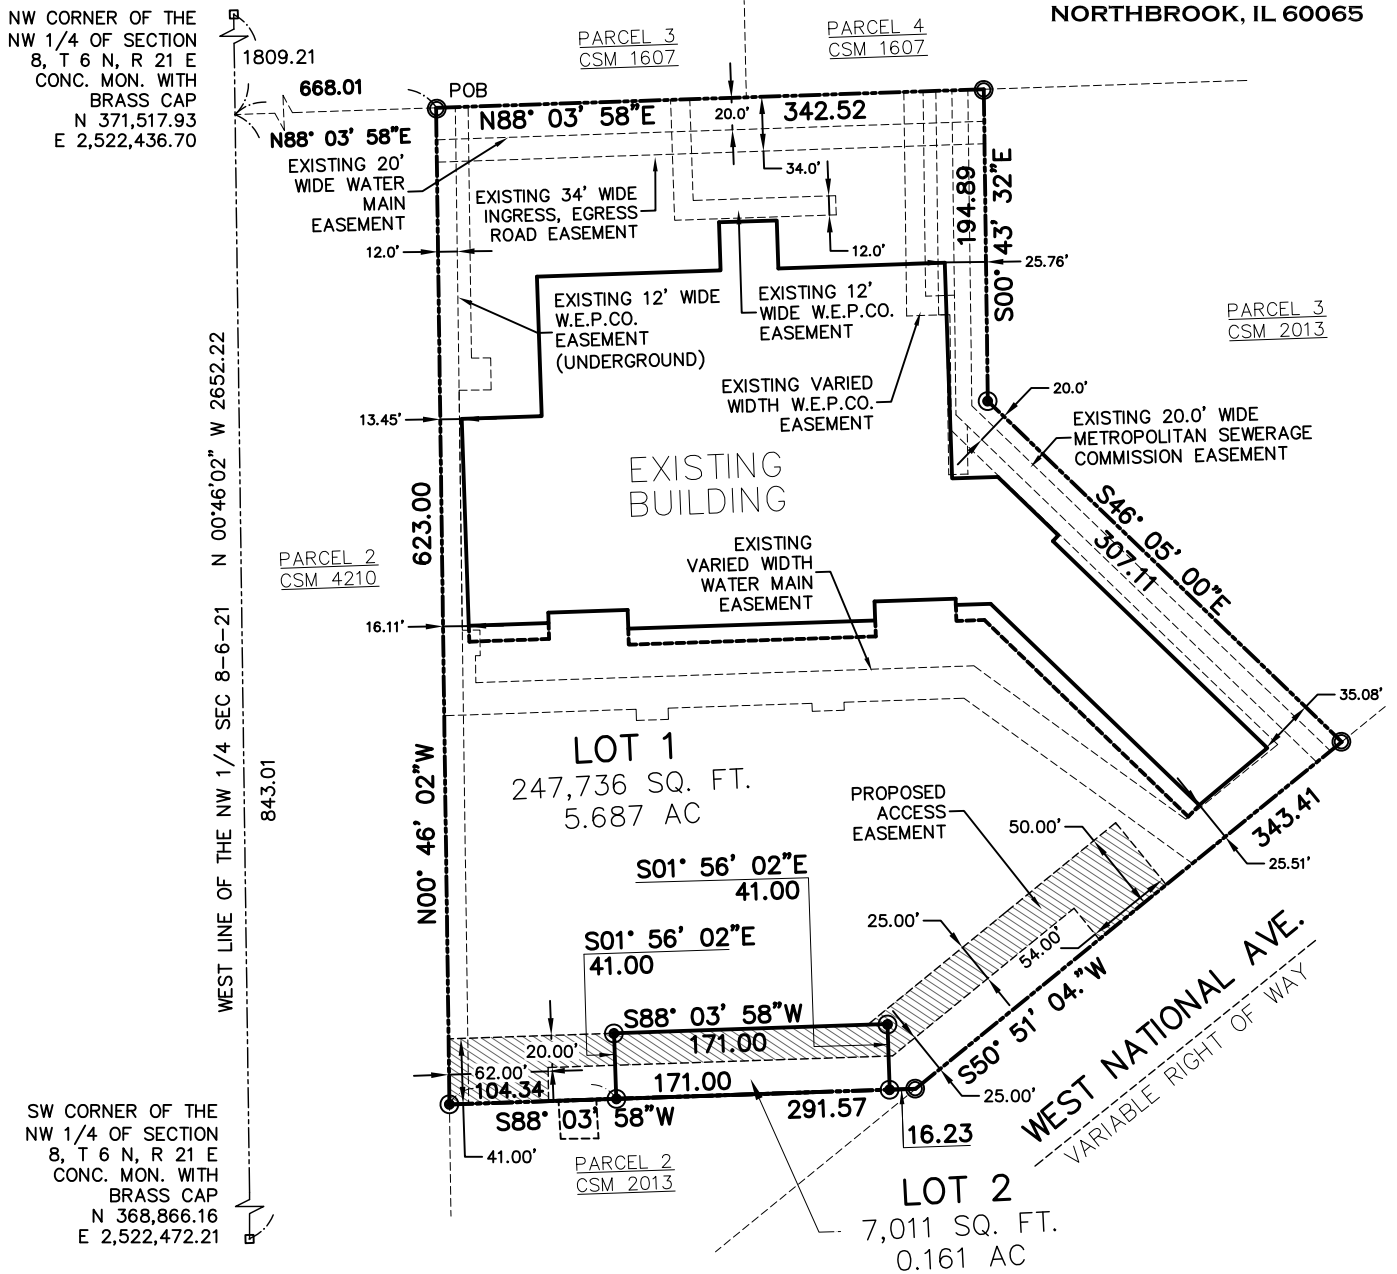 NW CORNER OF THE
NW 1/4 OF SECTION
8, T 6 N, R 21 E
CONC. MON. WITH
BRASS CAP
N 371,517.93
E 2,522,436.70
1809.21
668.01
N88° 03' 58"E
POB
PARCEL 3
CSM 1607
PARCEL 4
CSM 1607
NORTHBROOK, IL 60065
N88° 03' 58"E
20.0'
342.52
34.0'
EXISTING 20'
WIDE WATER
MAIN
EASEMENT
EXISTING 34' WIDE
INGRESS, EGRESS
ROAD EASEMENT
12.0'
12.0'
194.89
S00° 43' 32"E
25.76'
EXISTING 12' WIDE
W.E.P.CO.
EASEMENT
(UNDERGROUND)
EXISTING 12'
WIDE W.E.P.CO.
EASEMENT
PARCEL 3
CSM 2013
EXISTING VARIED
WIDTH W.E.P.CO.
EASEMENT
20.0'
EXISTING 20.0' WIDE
METROPOLITAN SEWERAGE
COMMISSION EASEMENT
13.45'
EXISTING
BUILDING
S46° 05' 00"E
307.11
WEST LINE OF THE NW 1/4 SEC 8-6-21 N 00°46'02" W 2652.22
843.01
623.00
N00° 46' 02"W
PARCEL 2
CSM 4210
EXISTING
VARIED WIDTH
WATER MAIN
EASEMENT
16.11'
35.08'
LOT 1
247,736 SQ. FT.
5.687 AC
PROPOSED
ACCESS
EASEMENT
50.00'
343.41
25.51'
S01° 56' 02"E
41.00
S01° 56' 02"E
41.00
25.00'
54.00'
S50° 51' 04."W
WEST NATIONAL AVE.
VARIABLE RIGHT OF WAY
S88° 03' 58"W
171.00
20.00'
62.00'
104.34
171.00
S88° 03' 58"W
291.57
25.00'
16.23
41.00'
PARCEL 2
CSM 2013
LOT 2
7,011 SQ. FT.
0.161 AC
SW CORNER OF THE
NW 1/4 OF SECTION
8, T 6 N, R 21 E
CONC. MON. WITH
BRASS CAP
N 368,866.16
E 2,522,472.21